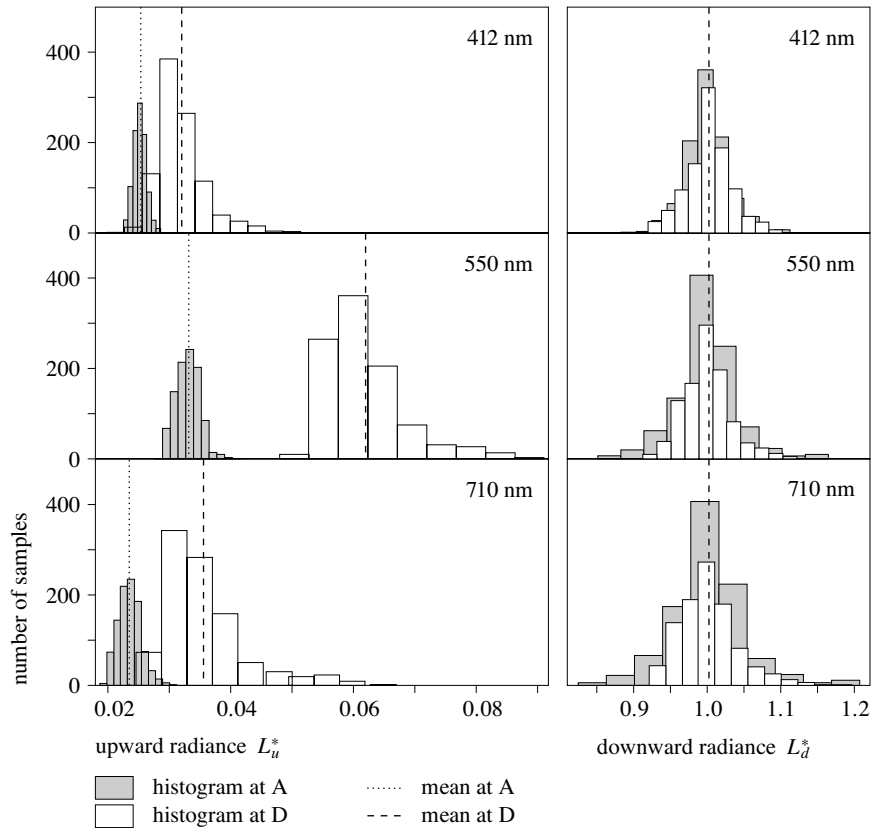 412 nm
412 nm
400
200
0
550 nm
550 nm
400
200
0
710 nm
710 nm
number of samples
400
200
0
0.02 0.04 0.06 0.08
0.9 1.0 1.1 1.2
upward radiance L*u
downward radiance L*d
histogram at A
mean at A
histogram at D
mean at D